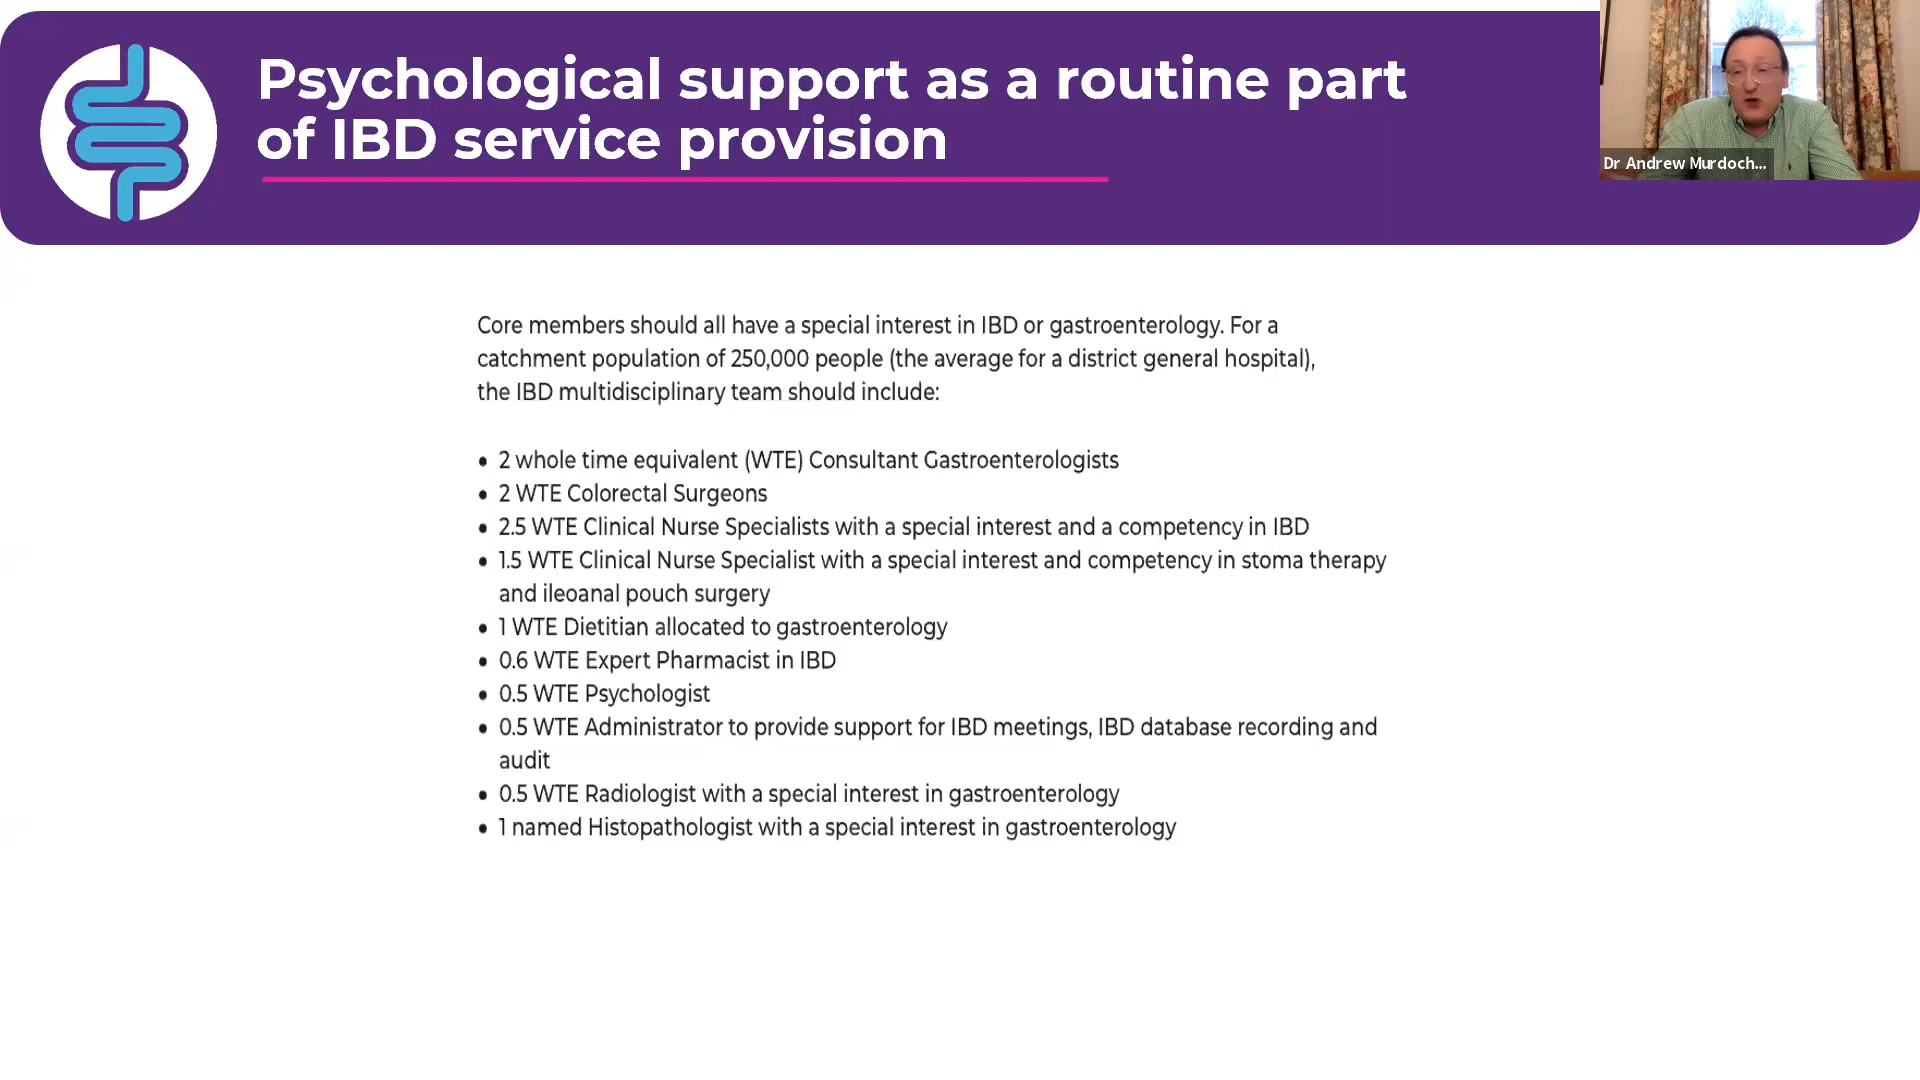 Psychological support as a routine part
of IBD service provision
Dr Andrew Murdoch...
Core members should all have a special interest in IBD or gastroenterology. For a
catchment population of 250,000 people (the average for a district general hospital),
the IBD multidisciplinary team should include:
• 2 whole time equivalent (WTE) Consultant Gastroenterologists
• 2 WTE Colorectal Surgeons
• 2.5 WTE Clinical Nurse Specialists with a special interest and a competency in IBD
• 1.5 WTE Clinical Nurse Specialist with a special interest and competency in stoma therapy
and ileoanal pouch surgery
• 1 WTE Dietitian allocated to gastroenterology
• 0.6 WTE Expert Pharmacist in IBD
• 0.5 WTE Psychologist
• 0.5 WTE Administrator to provide support for IBD meetings, IBD database recording and
audit
• 0.5 WTE Radiologist with a special interest in gastroenterology
• 1 named Histopathologist with a special interest in gastroenterology